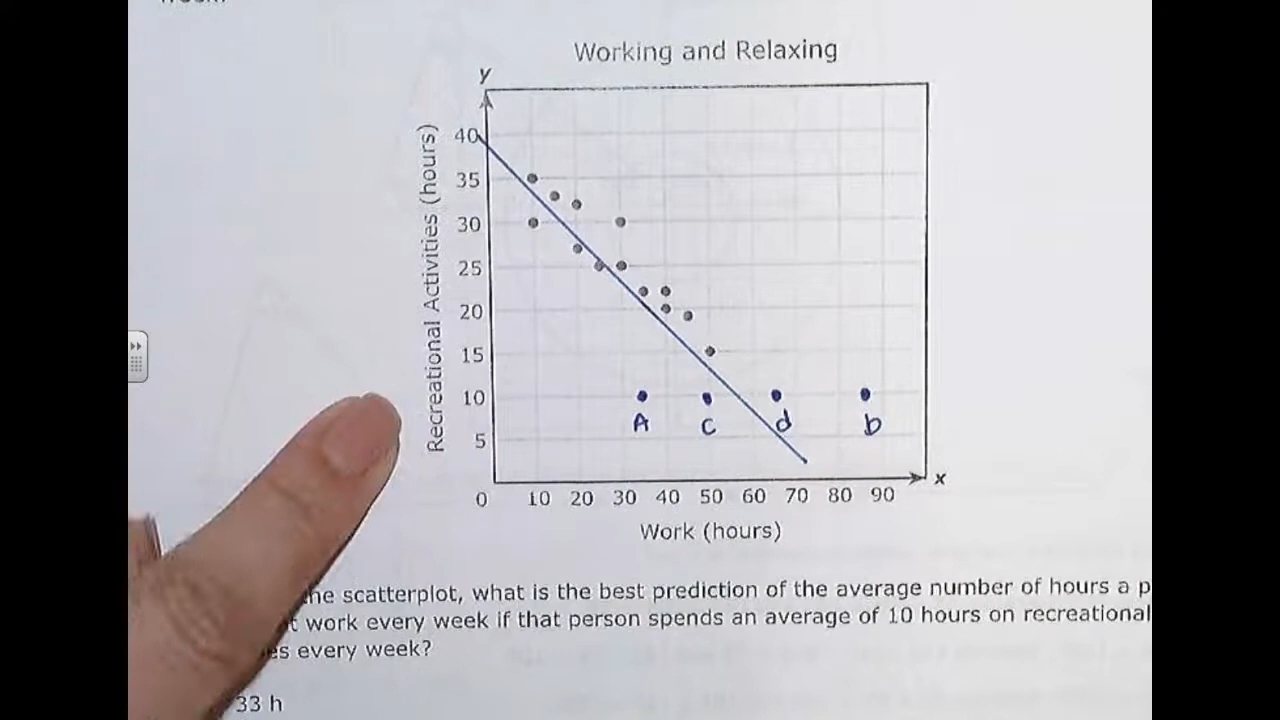 Working and Relaxing
y
Recreational Activities (hours)
40
35
30
25
20
15
10
5
A
C
d
b
0 10 20 30 40 50 60 70 80 90
x
Work (hours)
scatterplot, what is the best prediction of the average number of hours a
work every week if that person spends an average of 10 hours on recreational
every week?
33 h